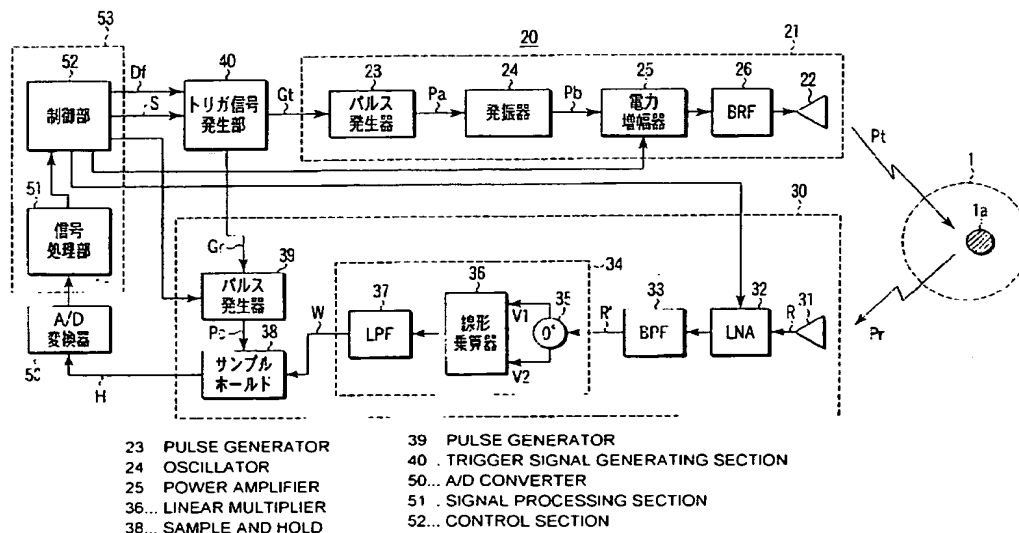 53
52
制御部
Df
S
40
トリガ信号
発生部
Gt
20
21
23
パルス
発生器
Pa
24
発振器
Pb
25
電力
増幅器
26
BRF
22
Pt
1
1a
Pr
51
信号
処理部
A/D
変換器
50
H
30
Gr
39
パルス
発生器
Pc
38
サンプル
ホールド
W
34
37
LPF
36
線形
乗算器
V1
V2
35
0°
R'
33
BPF
32
LNA
R
31
23 PULSE GENERATOR
24 OSCILLATOR
25 POWER AMPLIFIER
36... LINEAR MULTIPLIER
38... SAMPLE AND HOLD
39 PULSE GENERATOR
40 . TRIGGER SIGNAL GENERATING SECTION
50... A/D CONVERTER
51 . SIGNAL PROCESSING SECTION
52... CONTROL SECTION